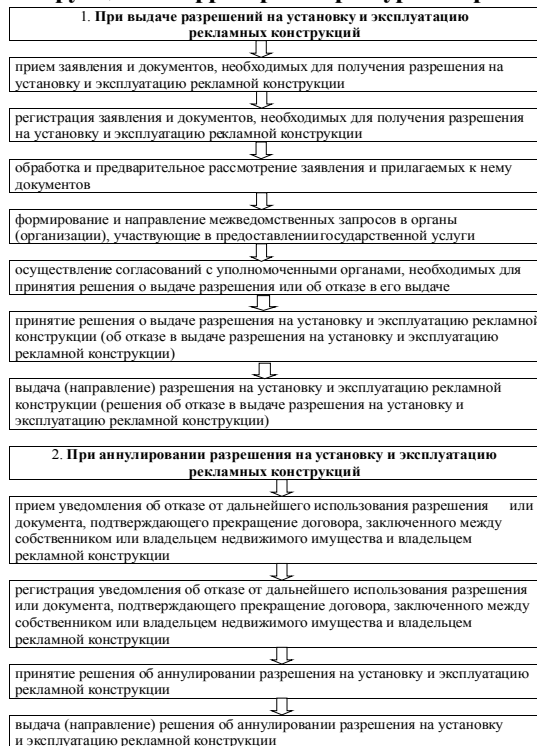 1. При выдаче разрешений на установку и эксплуатацию
рекламных конструкций
прием заявления и документов, необходимых для получения разрешения на
установку и эксплуатацию рекламной конструкции
регистрация заявления и документов, необходимых для получения разрешения
на установку и эксплуатацию рекламной конструкции
обработка и предварительное рассмотрение заявления и прилагаемых к нему
документов
формирование и направление межведомственных запросов в органы
(организации), участвующие в предоставлении государственной услуги
осуществление согласований с уполномоченными органами, необходимых для
принятия решения о выдаче разрешения или об отказе в его выдаче
принятие решения о выдаче разрешения на установку и эксплуатацию рекламной
конструкции (об отказе в выдаче разрешения на установку и эксплуатацию
рекламной конструкции)
выдача (направление) разрешения на установку и эксплуатацию рекламной
конструкции (решения об отказе в выдаче разрешения на установку и
эксплуатацию рекламной конструкции)
2. При аннулировании разрешения на установку и эксплуатацию
рекламных конструкций
прием уведомления об отказе от дальнейшего использования разрешения или
документа, подтверждающего прекращение договора, заключенного между
собственником или владельцем недвижимого имущества и владельцем
рекламной конструкции
регистрация уведомления об отказе от дальнейшего использования разрешения
или документа, подтверждающего прекращение договора, заключенного между
собственником или владельцем недвижимого имущества и владельцем
рекламной конструкции
принятие решения об аннулировании разрешения на установку и эксплуатацию
рекламной конструкции
выдача (направление) решения об аннулировании разрешения на установку
и эксплуатацию рекламной конструкции